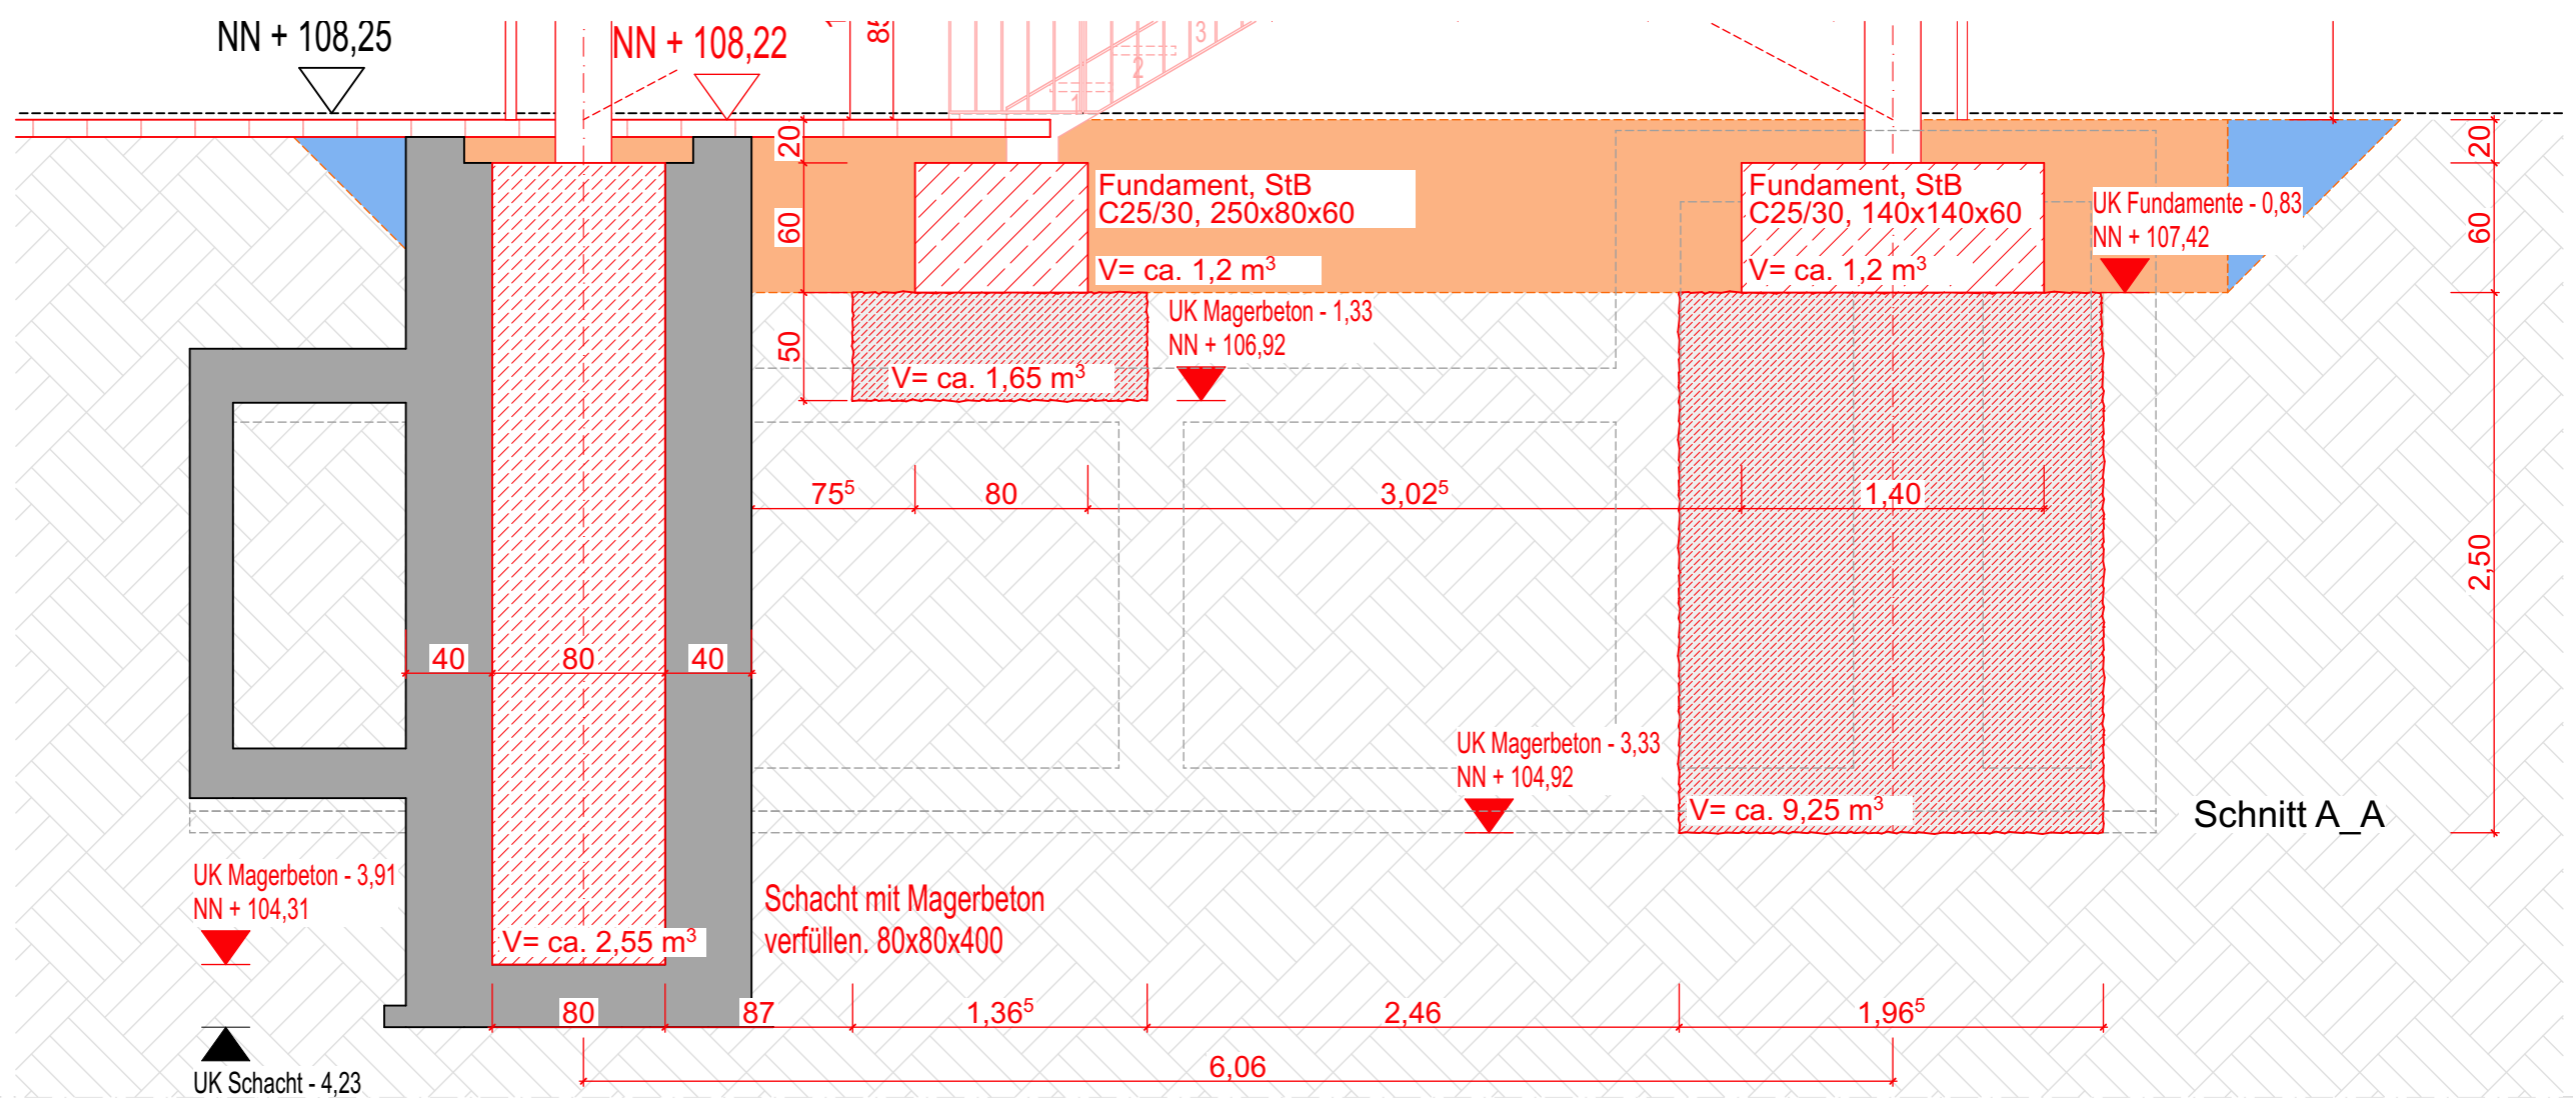 NN + 108,25
NN + 108,22
85
3
2
1
20
20
Fundament, StB
C25/30, 250x80x60
V= ca. 1,2 m³
Fundament, StB
C25/30, 140x140x60
V= ca. 1,2 m³
UK Fundamente - 0,83
NN + 107,42
60
60
UK Magerbeton - 1,33
NN + 106,92
50
V= ca. 1,65 m³
75⁵
80
3,02⁵
1,40
2,50
40
80
40
UK Magerbeton - 3,33
NN + 104,92
V= ca. 9,25 m³
Schnitt A_A
UK Magerbeton - 3,91
NN + 104,31
Schacht mit Magerbeton
verfüllen. 80x80x400
V= ca. 2,55 m³
80
87
1,36⁵
2,46
1,96⁵
6,06
UK Schacht - 4,23